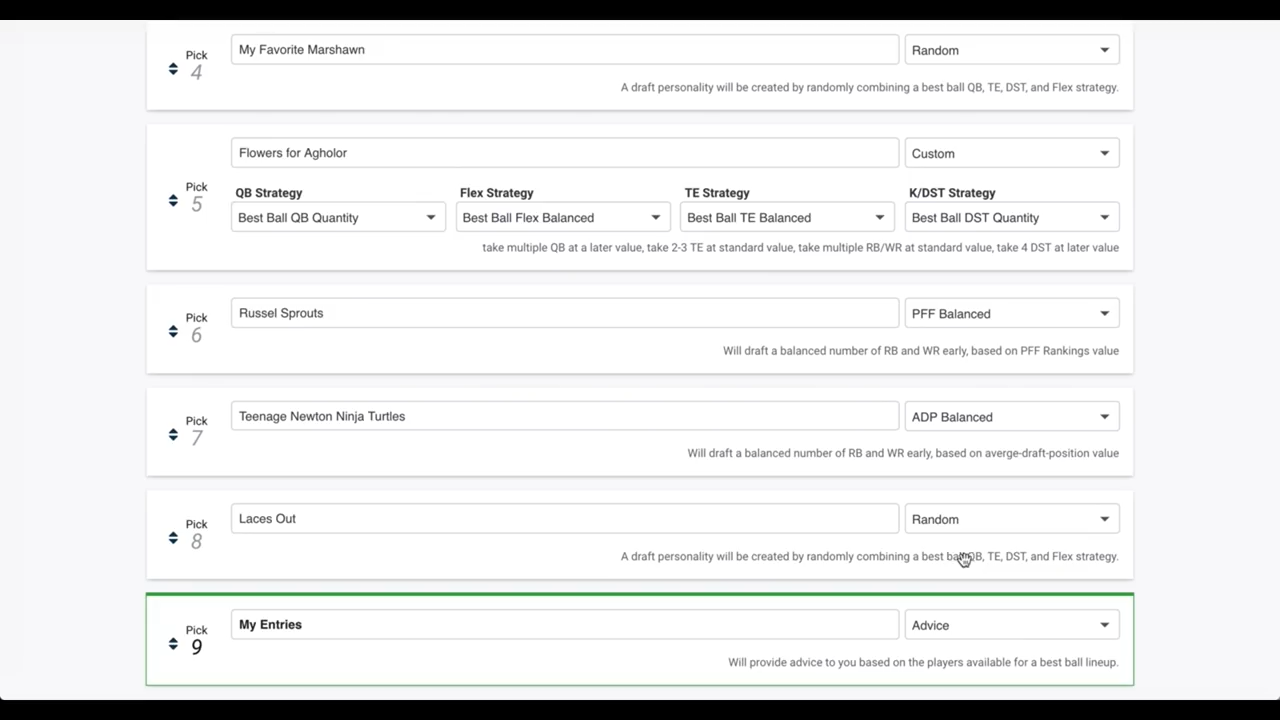 Pick
4
My Favorite Marshawn
Random
A draft personality will be created by randomly combining a best ball QB, TE, DST, and Flex strategy.
Pick
5
Flowers for Agholor
Custom
QB Strategy
Flex Strategy
TE Strategy
K/DST Strategy
Best Ball QB Quantity
Best Ball Flex Balanced
Best Ball TE Balanced
Best Ball DST Quantity
take multiple QB at a later value, take 2-3 TE at standard value, take multiple RB/WR at standard value, take 4 DST at later value
Pick
6
Russel Sprouts
PFF Balanced
Will draft a balanced number of RB and WR early, based on PFF Rankings value
Pick
7
Teenage Newton Ninja Turtles
ADP Balanced
Will draft a balanced number of RB and WR early, based on averge-draft-position value
Pick
8
Laces Out
Random
A draft personality will be created by randomly combining a best ball QB, TE, DST, and Flex strategy.
Pick
9
My Entries
Advice
Will provide advice to you based on the players available for a best ball lineup.